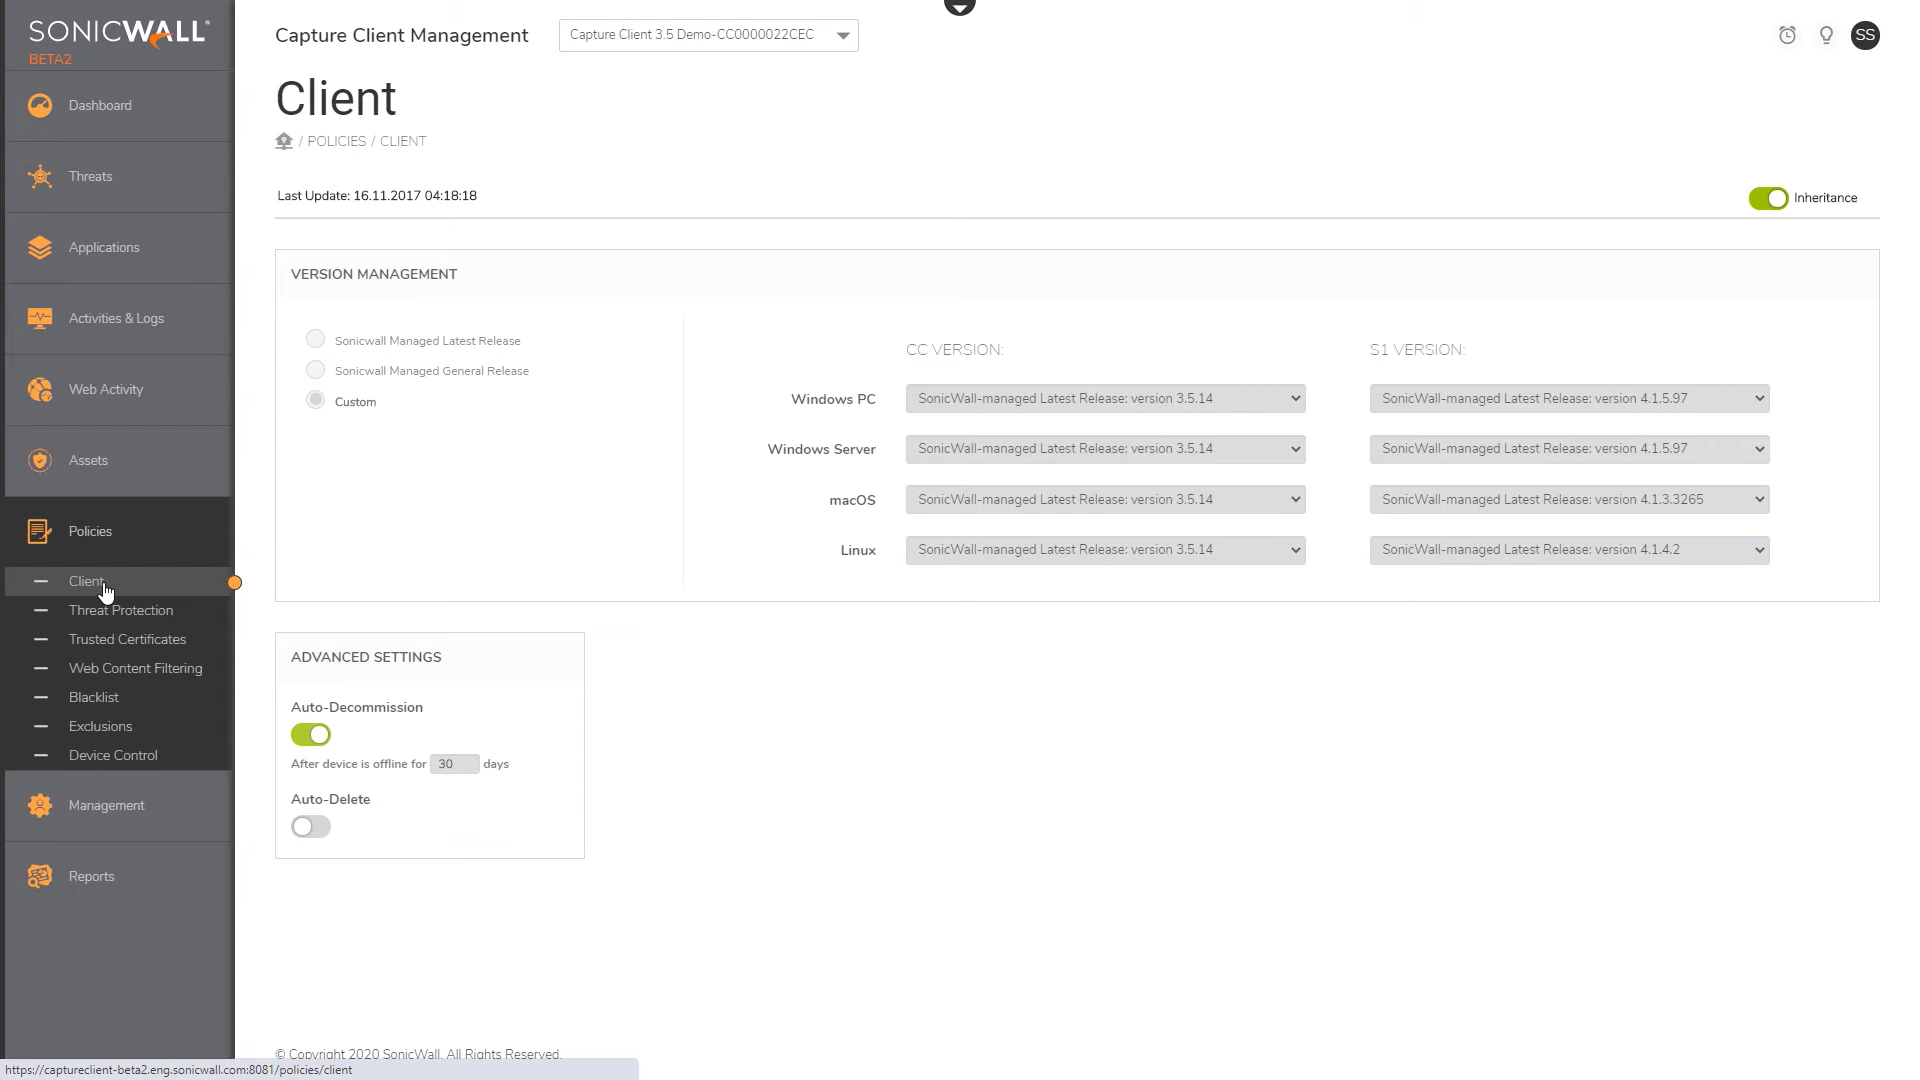 SONICWALL
BETA2
Capture Client Management
Capture Client 3.5 Demo-CC0000022CEC
SS
Client
/ POLICIES / CLIENT
Last Update: 16.11.2017 04:18:18
Inheritance
Dashboard
Threats
Applications
Activities & Logs
Web Activity
Assets
Policies
Client
Threat Protection
Trusted Certificates
Web Content Filtering
Blacklist
Exclusions
Device Control
Management
Reports
VERSION MANAGEMENT
Sonicwall Managed Latest Release
Sonicwall Managed General Release
Custom
CC VERSION:
S1 VERSION:
Windows PC
SonicWall-managed Latest Release: version 3.5.14
SonicWall-managed Latest Release: version 4.1.5.97
Windows Server
SonicWall-managed Latest Release: version 3.5.14
SonicWall-managed Latest Release: version 4.1.5.97
macOS
SonicWall-managed Latest Release: version 3.5.14
SonicWall-managed Latest Release: version 4.1.3.3265
Linux
SonicWall-managed Latest Release: version 3.5.14
SonicWall-managed Latest Release: version 4.1.4.2
ADVANCED SETTINGS
Auto-Decommission
After device is offline for 30 days
Auto-Delete
© Copyright 2020 SonicWall. All Rights Reserved.
https://captureclient-beta2.eng.sonicwall.com:8081/policies/client